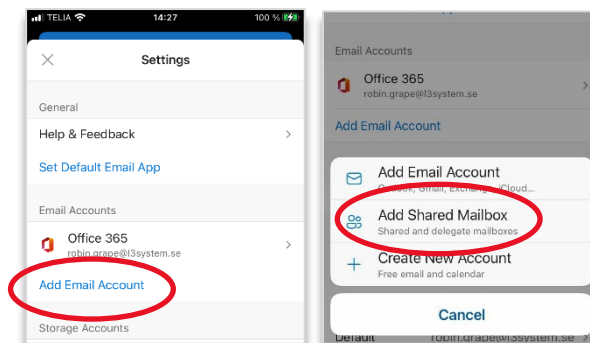 TELIA 14:27 100 %
Settings
General
Help & Feedback
Set Default Email App
Email Accounts
Office 365
robin.grape@l3system.se
Add Email Account
Storage Accounts
Email Accounts
Office 365
robin.grape@l3system.se
Add Email Account
Add Email Account
Outlook, Gmail, Exchange, iCloud...
Add Shared Mailbox
Shared and delegate mailboxes
Create New Account
Free email and calendar
Cancel
Default robin.grape@l3system.se